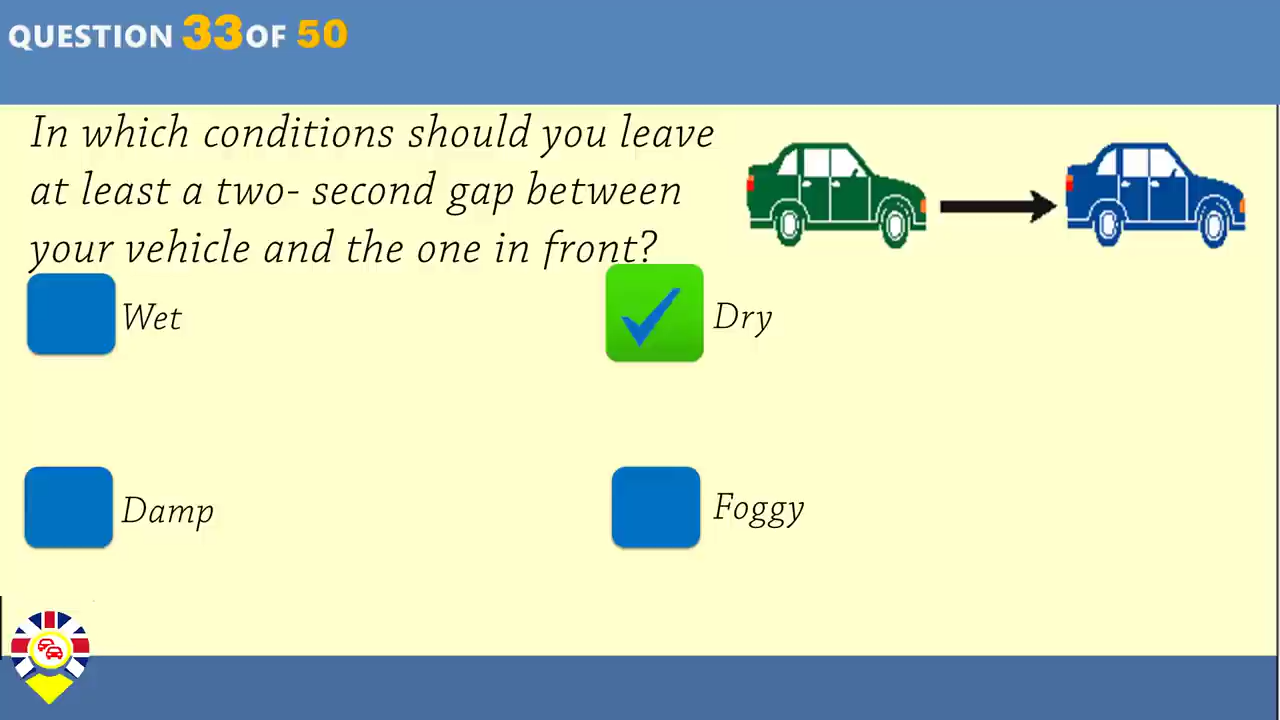 QUESTION 33 OF 50
In which conditions should you leave
at least a two- second gap between
your vehicle and the one in front?
Wet
Dry
Damp
Foggy